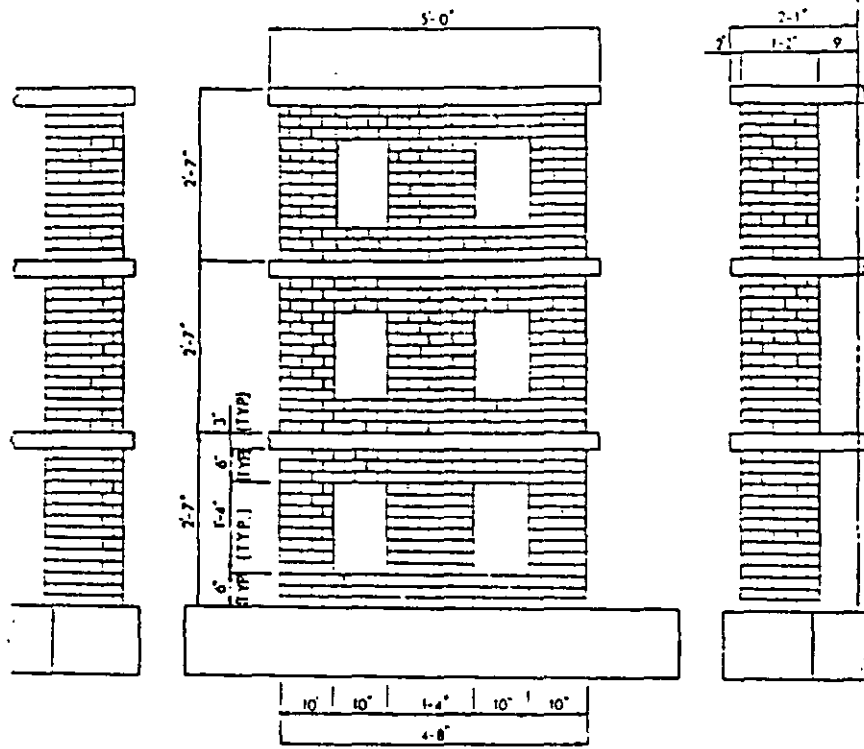 5'-0"
2'-1"
2" 1'-2" 9
2'-7"
2'-7"
3" (TYP)
6" (TYP)
2'-7"
1'-4" (TYP.)
6" (TYP)
10' 10" 1-4" 10" 10"
4-8"